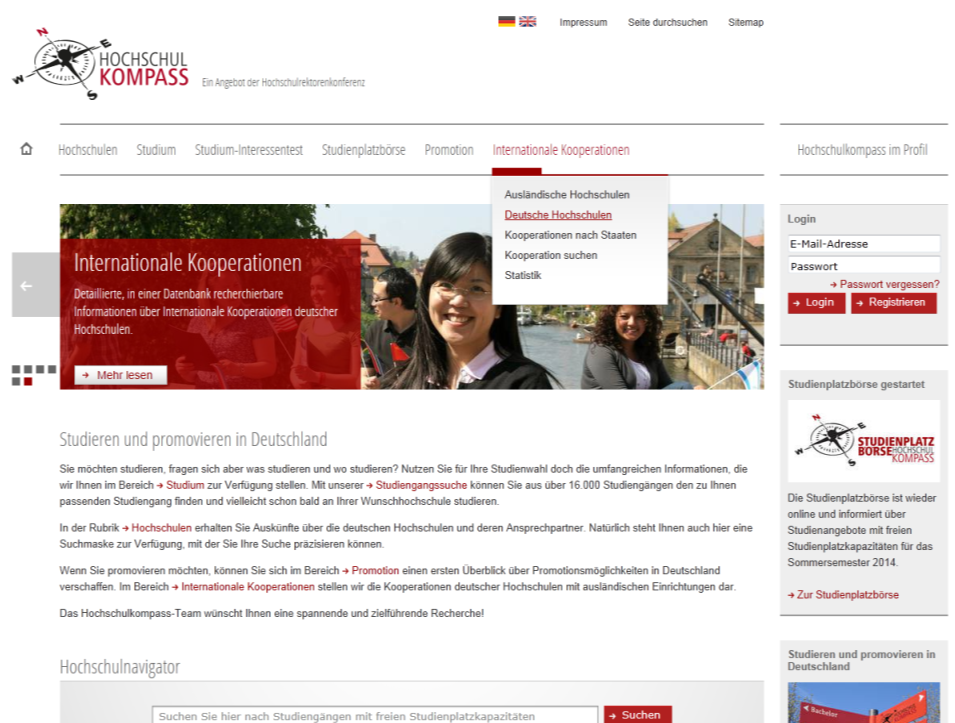 Impressum Seite durchsuchen Sitemap
N
E
W
S
HOCHSCHUL
KOMPASS
Ein Angebot der Hochschulrektorenkonferenz
Hochschulen Studium Studium-Interessentest Studienplatzbörse Promotion Internationale Kooperationen
Hochschulkompass im Profil
Ausländische Hochschulen
Deutsche Hochschulen
Kooperationen nach Staaten
Kooperation suchen
Statistik
Internationale Kooperationen
Detaillierte, in einer Datenbank recherchierbare
Informationen über Internationale Kooperationen deutscher
Hochschulen.
→ Mehr lesen
Login
E-Mail-Adresse
Passwort
→ Passwort vergessen?
→ Login → Registrieren
Studieren und promovieren in Deutschland
Sie möchten studieren, fragen sich aber was studieren und wo studieren? Nutzen Sie für Ihre Studienwahl doch die umfangreichen Informationen, die
wir Ihnen im Bereich → Studium zur Verfügung stellen. Mit unserer → Studiengangssuche können Sie aus über 16.000 Studiengängen den zu Ihnen
passenden Studiengang finden und vielleicht schon bald an Ihrer Wunschhochschule studieren.
In der Rubrik → Hochschulen erhalten Sie Auskünfte über die deutschen Hochschulen und deren Ansprechpartner. Natürlich steht Ihnen auch hier eine
Suchmaske zur Verfügung, mit der Sie Ihre Suche präzisieren können.
Wenn Sie promovieren möchten, können Sie sich im Bereich → Promotion einen ersten Überblick über Promotionsmöglichkeiten in Deutschland
verschaffen. Im Bereich → Internationale Kooperationen stellen wir die Kooperationen deutscher Hochschulen mit ausländischen Einrichtungen dar.
Das Hochschulkompass-Team wünscht Ihnen eine spannende und zielführende Recherche!
Hochschulnavigator
Suchen Sie hier nach Studiengängen mit freien Studienplatzkapazitäten
→ Suchen
Studienplatzbörse gestartet
N
E
W
S
STUDIENPLATZ
BÖRSE HOCHSCHUL
KOMPASS
Die Studienplatzbörse ist wieder
online und informiert über
Studienangebote mit freien
Studienplatzkapazitäten für das
Sommersemester 2014.
→ Zur Studienplatzbörse
Studieren und promovieren in
Deutschland
Bachelor